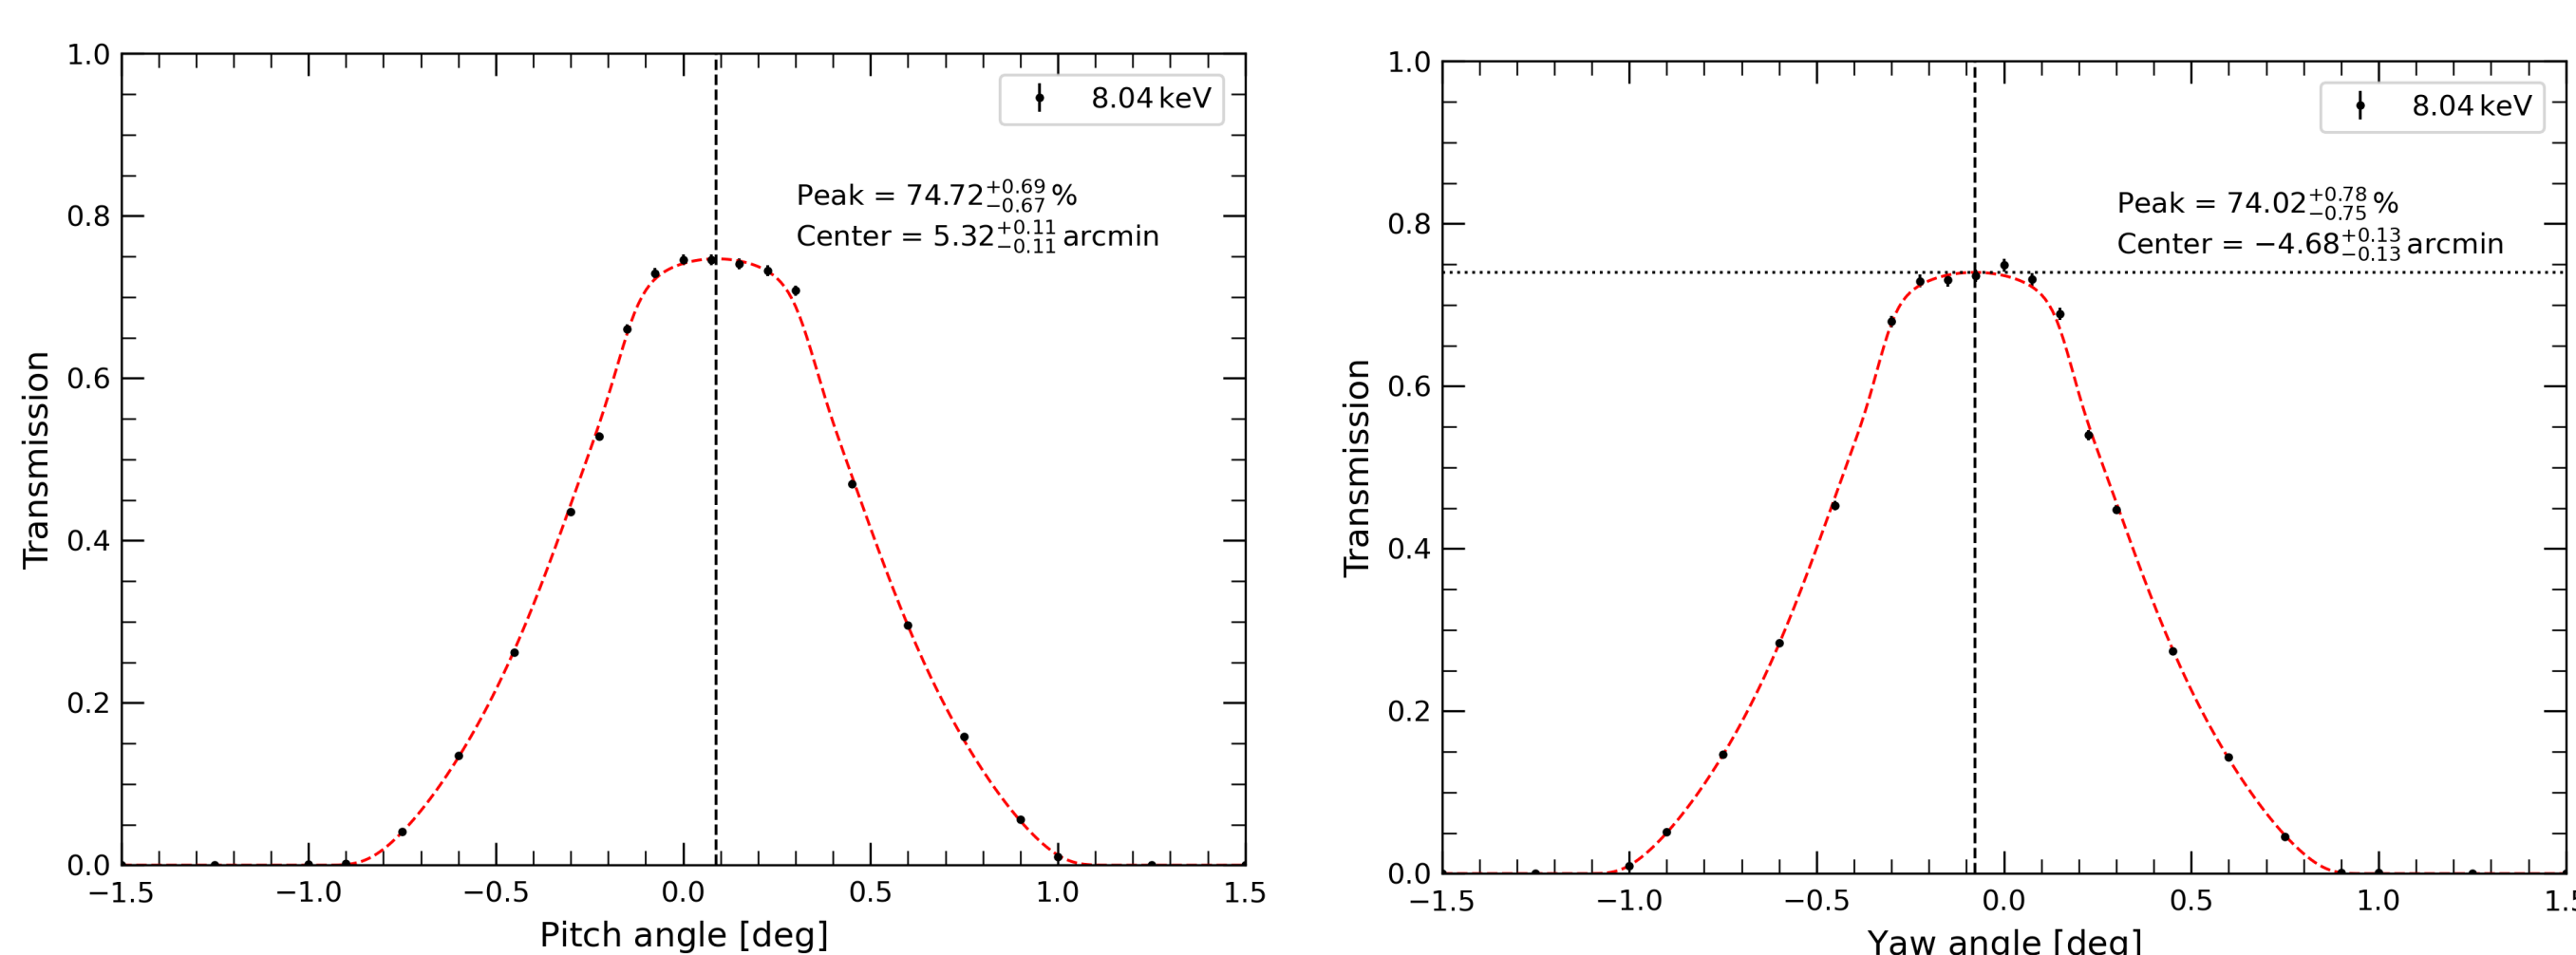 8.04 keV
Peak = 74.72 +0.69 −0.67 %
Center = 5.32 +0.11 −0.11 arcmin
Transmission
1.0
0.8
0.6
0.4
0.2
0.0
−1.5 −1.0 −0.5 0.0 0.5 1.0 1.5
Pitch angle [deg]
8.04 keV
Peak = 74.02 +0.78 −0.75 %
Center = −4.68 +0.13 −0.13 arcmin
Transmission
1.0
0.8
0.6
0.4
0.2
0.0
−1.5 −1.0 −0.5 0.0 0.5 1.0
Yaw angle [deg]